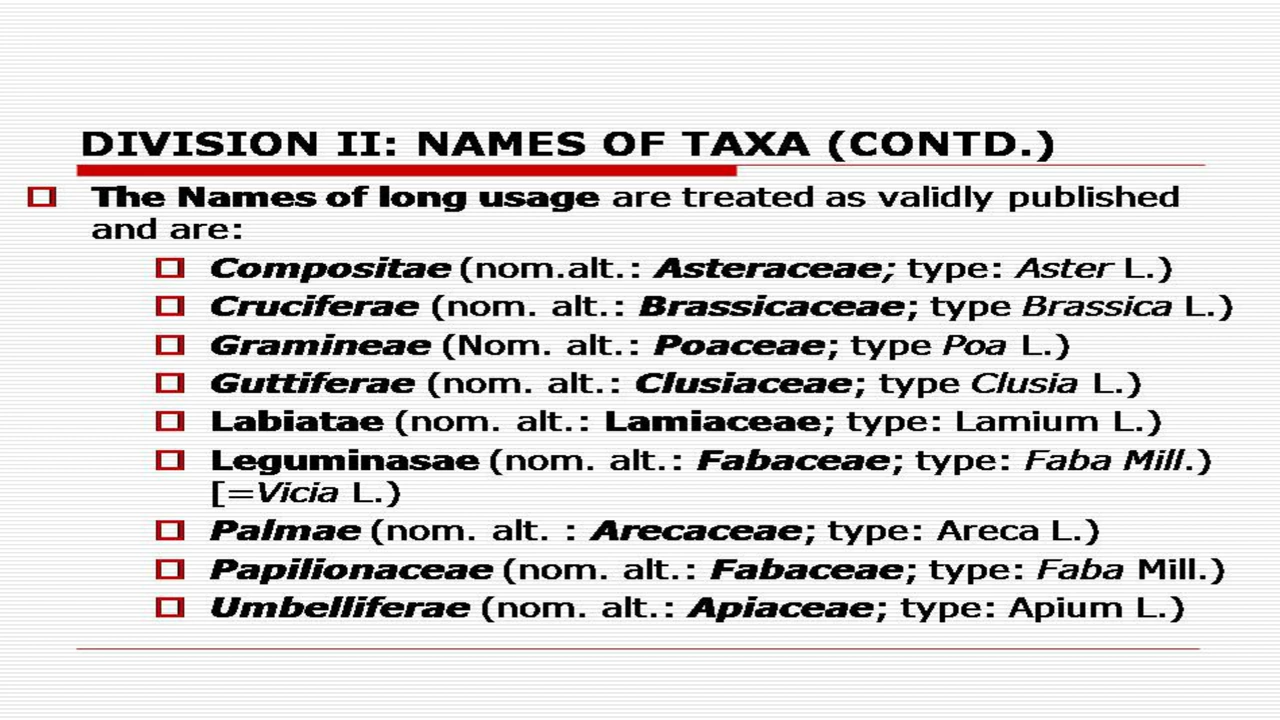 DIVISION II: NAMES OF TAXA (CONTD.)
The Names of long usage are treated as validly published
and are:
Compositae (nom.alt.: Asteraceae; type: Aster L.)
Cruciferae (nom. alt.: Brassicaceae; type Brassica L.)
Gramineae (Nom. alt.: Poaceae; type Poa L.)
Guttiferae (nom. alt.: Clusiaceae; type Clusia L.)
Labiatae (nom. alt.: Lamiaceae; type: Lamium L.)
Leguminasae (nom. alt.: Fabaceae; type: Faba Mill.)
[=Vicia L.)
Palmae (nom. alt. : Arecaceae; type: Areca L.)
Papilionaceae (nom. alt.: Fabaceae; type: Faba Mill.)
Umbelliferae (nom. alt.: Apiaceae; type: Apium L.)